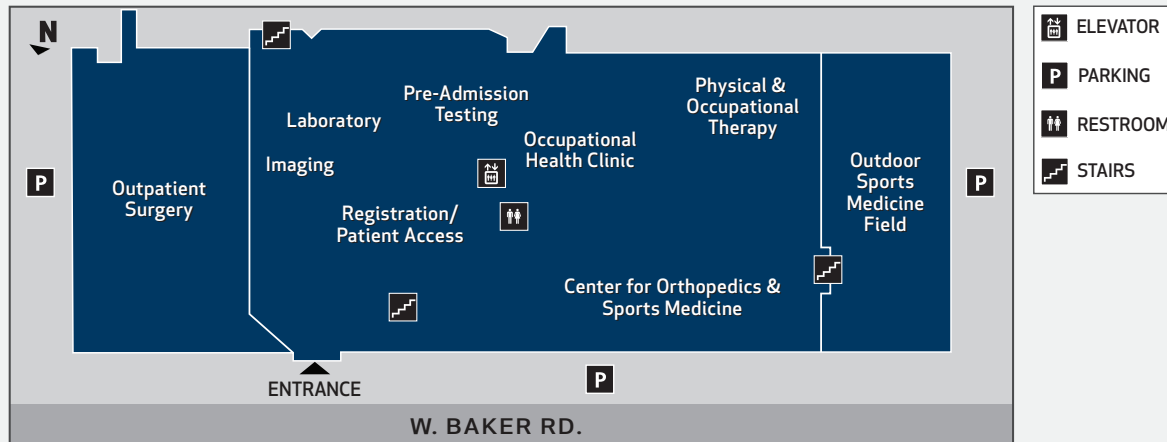 N
Pre-Admission
Testing
Laboratory
Imaging
Occupational
Health Clinic
Physical &
Occupational
Therapy
Outpatient
Surgery
Registration/
Patient Access
Outdoor
Sports
Medicine
Field
Center for Orthopedics &
Sports Medicine
P
P
P
ENTRANCE
W. BAKER RD.
ELEVATOR
P PARKING
RESTROOM
STAIRS